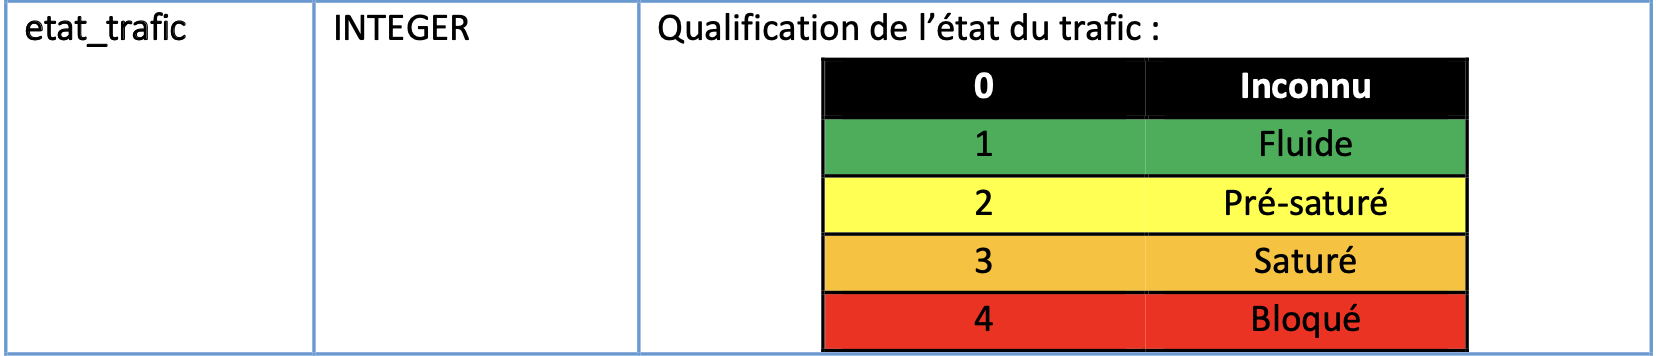 etat_trafic INTEGER Qualification de l’état du trafic :
0 Inconnu
1 Fluide
2 Pré-saturé
3 Saturé
4 Bloqué